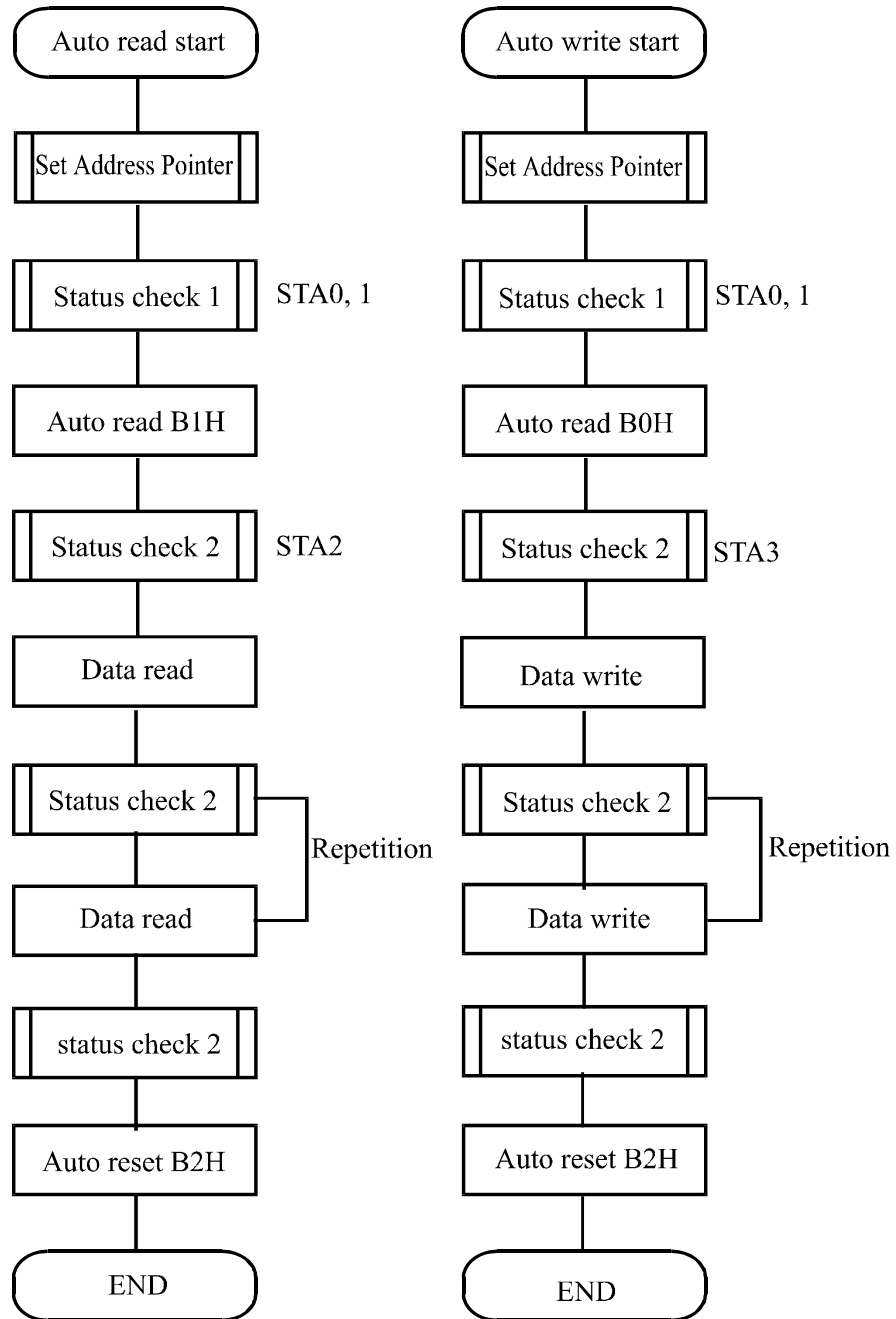 Auto read start
Set Address Pointer
Status check 1
STA0, 1
Auto read B1H
Status check 2
STA2
Data read
Status check 2
Repetition
Data read
status check 2
Auto reset B2H
END
Auto write start
Set Address Pointer
Status check 1
STA0, 1
Auto read B0H
Status check 2
STA3
Data write
Status check 2
Repetition
Data write
status check 2
Auto reset B2H
END